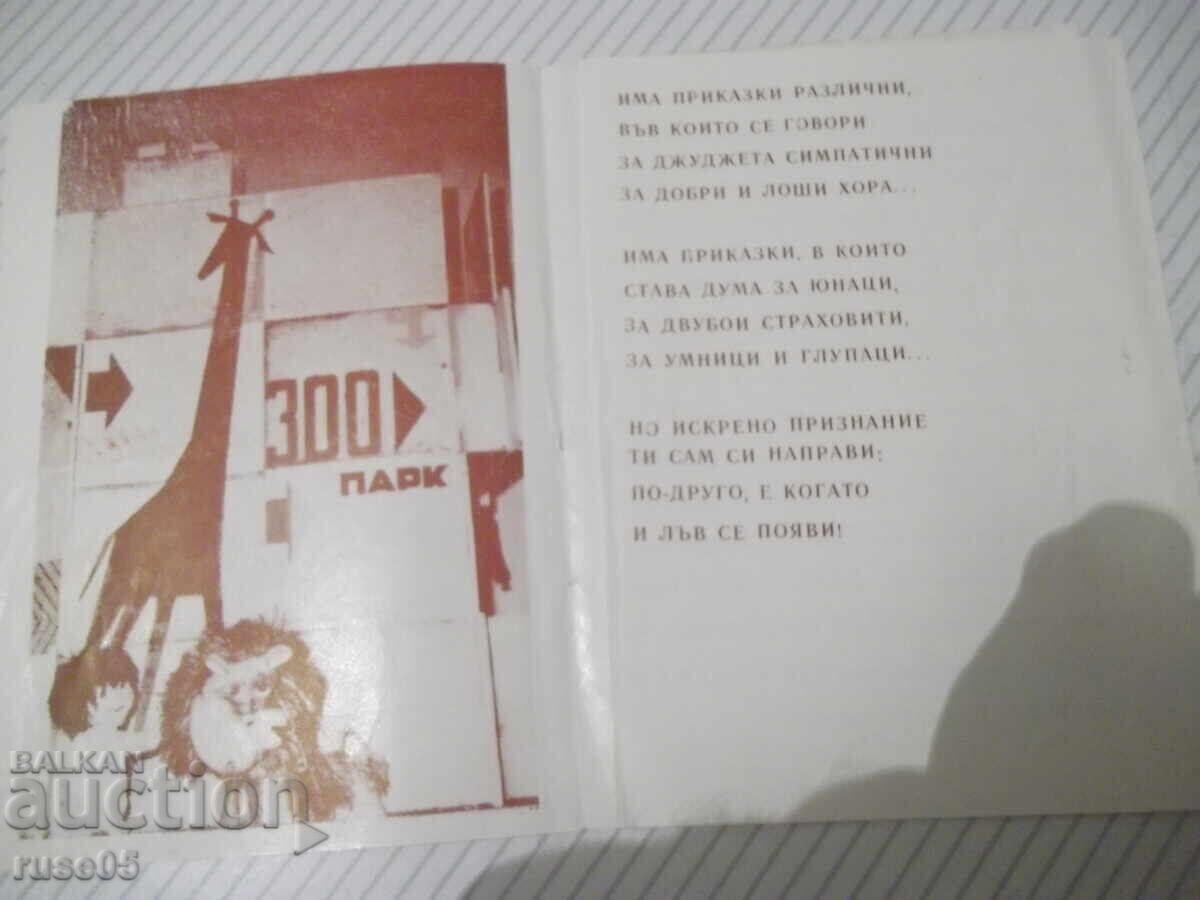 ЗОО
ПАРК
ИМА ПРИКАЗКИ РАЗЛИЧНИ,
ВЪВ КОИТО СЕ ГОВОРИ
ЗА ДЖУДЖЕТА СИМПАТИЧНИ
ЗА ДОБРИ И ЛОШИ ХОРА...
ИМА ПРИКАЗКИ, В КОИТО
СТАВА ДУМА ЗА ЮНАЦИ,
ЗА ДВУБОИ СТРАХОВИТИ,
ЗА УМНИЦИ И ГЛУПАЦИ...
НО ИСКРЕНО ПРИЗНАНИЕ
ТИ САМ СИ НАПРАВИ:
ПО-ДРУГО, Е КОГАТО
И ЛЪВ СЕ ПОЯВИ!
BALKAN
auction
ruse05